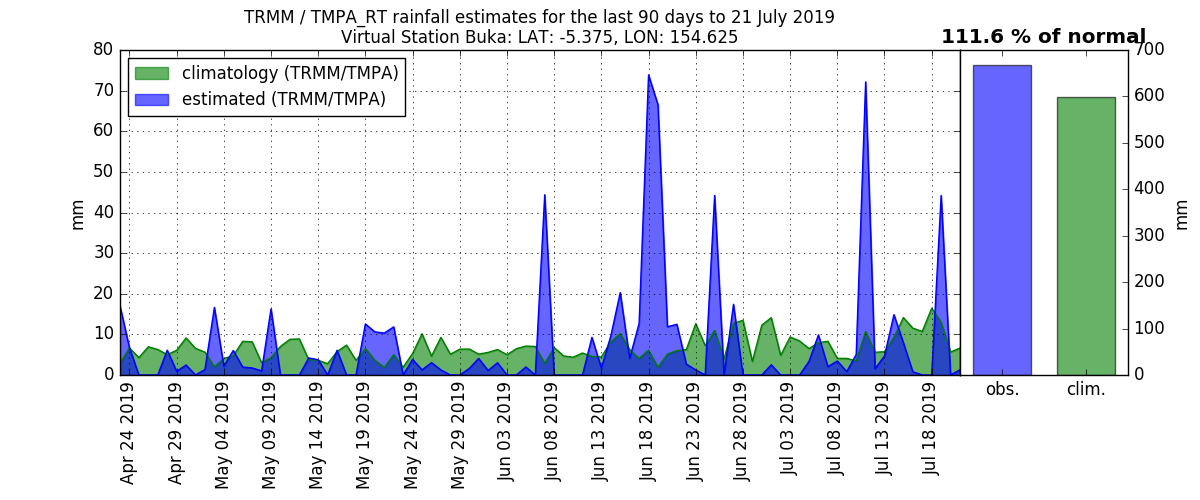 TRMM / TMPA_RT rainfall estimates for the last 90 days to 21 July 2019
Virtual Station Buka: LAT: -5.375, LON: 154.625
111.6 % of normal
climatology (TRMM/TMPA)
estimated (TRMM/TMPA)
mm
80
70
60
50
40
30
20
10
0
Apr 24 2019
Apr 29 2019
May 04 2019
May 09 2019
May 14 2019
May 19 2019
May 24 2019
May 29 2019
Jun 03 2019
Jun 08 2019
Jun 13 2019
Jun 18 2019
Jun 23 2019
Jun 28 2019
Jul 03 2019
Jul 08 2019
Jul 13 2019
Jul 18 2019
700
600
500
400
300
200
100
0
mm
obs.
clim.